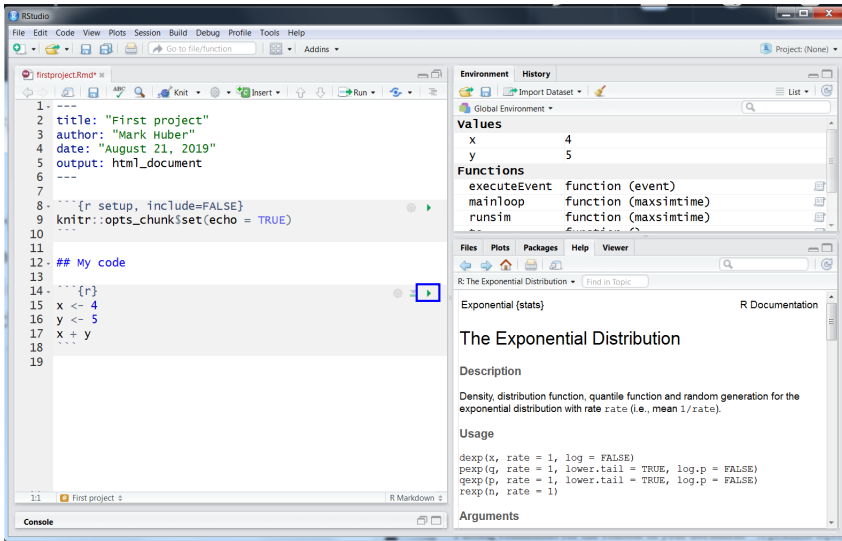 RStudio
File Edit Code View Plots Session Build Debug Profile Tools Help
Go to file/function
Addins
Project: (None)
firstproject.Rmd*
ABC
Knit
Insert
Run
1 ---
2 title: "First project"
3 author: "Mark Huber"
4 date: "August 21, 2019"
5 output: html_document
6 ---
7
8 ```{r setup, include=FALSE}
9 knitr::opts_chunk$set(echo = TRUE)
10 ```
11
12 ## My code
13
14 ```{r}
15 x <- 4
16 y <- 5
17 x + y
18 ```
19
1:1 First project R Markdown
Console
Environment History
Import Dataset List
Global Environment
Values
x 4
y 5
Functions
executeEvent function (event)
mainloop function (maxsimtime)
runsim function (maxsimtime)
Files Plots Packages Help Viewer
R: The Exponential Distribution Find in Topic
Exponential {stats} R Documentation
The Exponential Distribution
Description
Density, distribution function, quantile function and random generation for the
exponential distribution with rate rate (i.e., mean 1/rate).
Usage
dexp(x, rate = 1, log = FALSE)
pexp(q, rate = 1, lower.tail = TRUE, log.p = FALSE)
qexp(p, rate = 1, lower.tail = TRUE, log.p = FALSE)
rexp(n, rate = 1)
Arguments